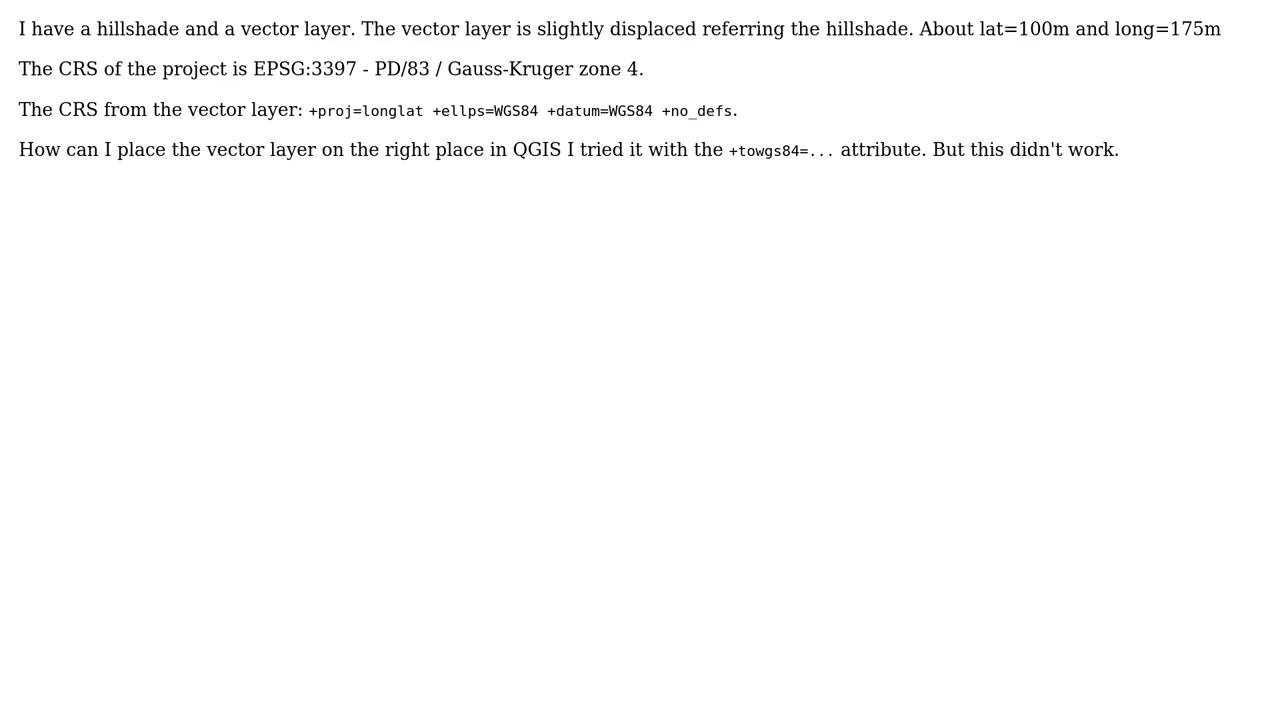 I have a hillshade and a vector layer. The vector layer is slightly displaced referring the hillshade. About lat=100m and long=175m
The CRS of the project is EPSG:3397 - PD/83 / Gauss-Kruger zone 4.
The CRS from the vector layer: +proj=longlat +ellps=WGS84 +datum=WGS84 +no_defs.
How can I place the vector layer on the right place in QGIS I tried it with the +towgs84=... attribute. But this didn't work.